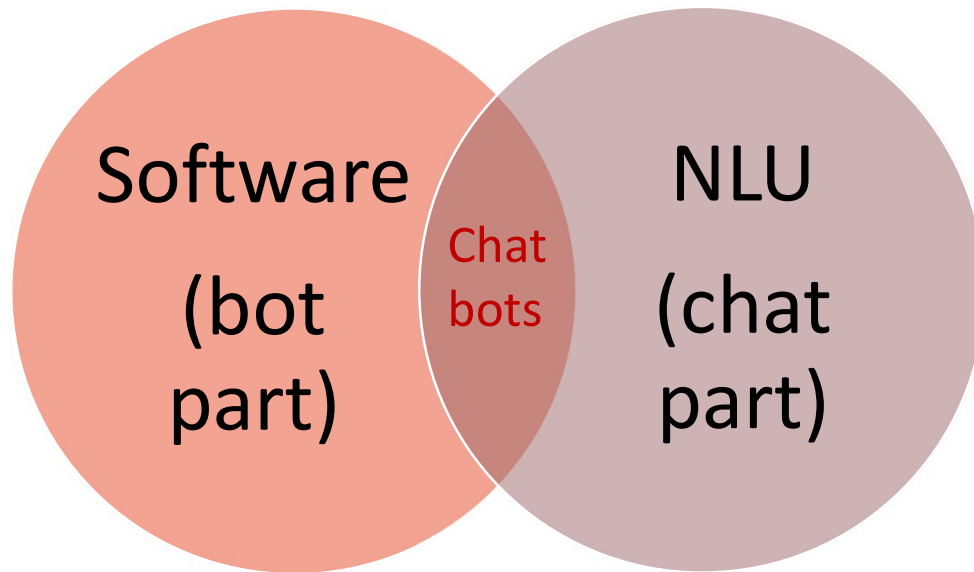 Software
(bot
part)
Chat
bots
NLU
(chat
part)